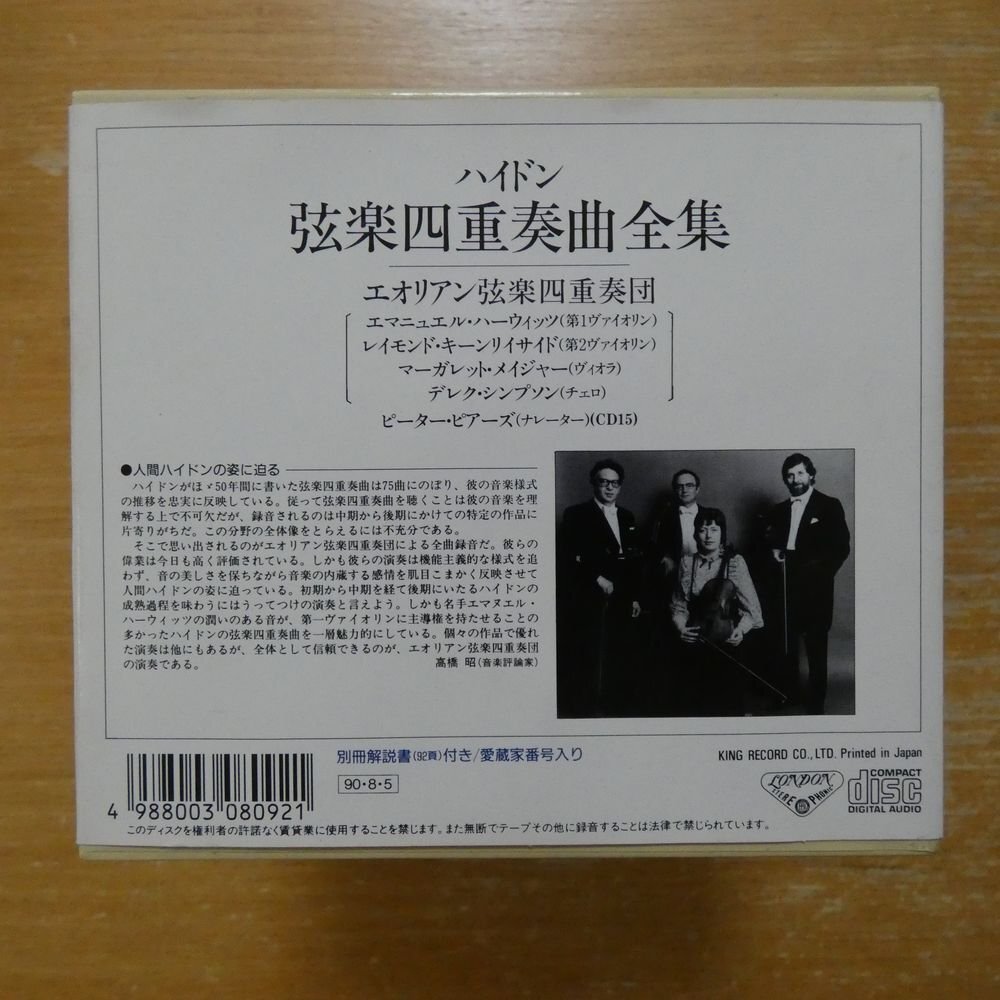 ハイドン
弦楽四重奏曲全集
エオリアン弦楽四重奏団
エマニュエル・ハーウィッツ(第1ヴァイオリン)
レイモンド・キーンリイサイド(第2ヴァイオリン)
マーガレット・メイジャー(ヴィオラ)
デレク・シンプソン(チェロ)
ピーター・ピアーズ(ナレーター)(CD15)
●人間ハイドンの姿に迫る
ハイドンがほゞ50年間に書いた弦楽四重奏曲は75曲にのぼり、彼の音楽様式
の推移を忠実に反映している。従って弦楽四重奏曲を聴くことは彼の音楽を理
解する上で不可欠だが、録音されるのは中期から後期にかけての特定の作品に
片寄りがちだ。この分野の全体像をとらえるには不充分である。
そこで思い出されるのがエオリアン弦楽四重奏団による全曲録音だ。彼らの
偉業は今日も高く評価されている。しかも彼らの演奏は機能主義的な様式を追
わず、音の美しさを保ちながら音楽の内蔵する感情を肌目こまかく反映させて
人間ハイドンの姿に迫っている。初期から中期を経て後期にいたるハイドンの
成熟過程を味わうにはうってつけの演奏と言えよう。しかも名手エマヌエル・
ハーウィッツの潤いのある音が、第一ヴァイオリンに主導権を持たせることの
多かったハイドンの弦楽四重奏曲を一層魅力的にしている。個々の作品で優れ
た演奏は他にもあるが、全体として信頼できるのが、エオリアン弦楽四重奏団
の演奏である。
高橋 昭(音楽評論家)
別冊解説書(92頁)付き/愛蔵家番号入り
90・8・5
4 988003 080921
KING RECORD CO., LTD. Printed in Japan
LONDON
STEREOPHONIC
COMPACT
disc
DIGITAL AUDIO
このディスクを権利者の許諾なく賃貸業に使用することを禁じます。また無断でテープその他に録音することは法律で禁じられています。